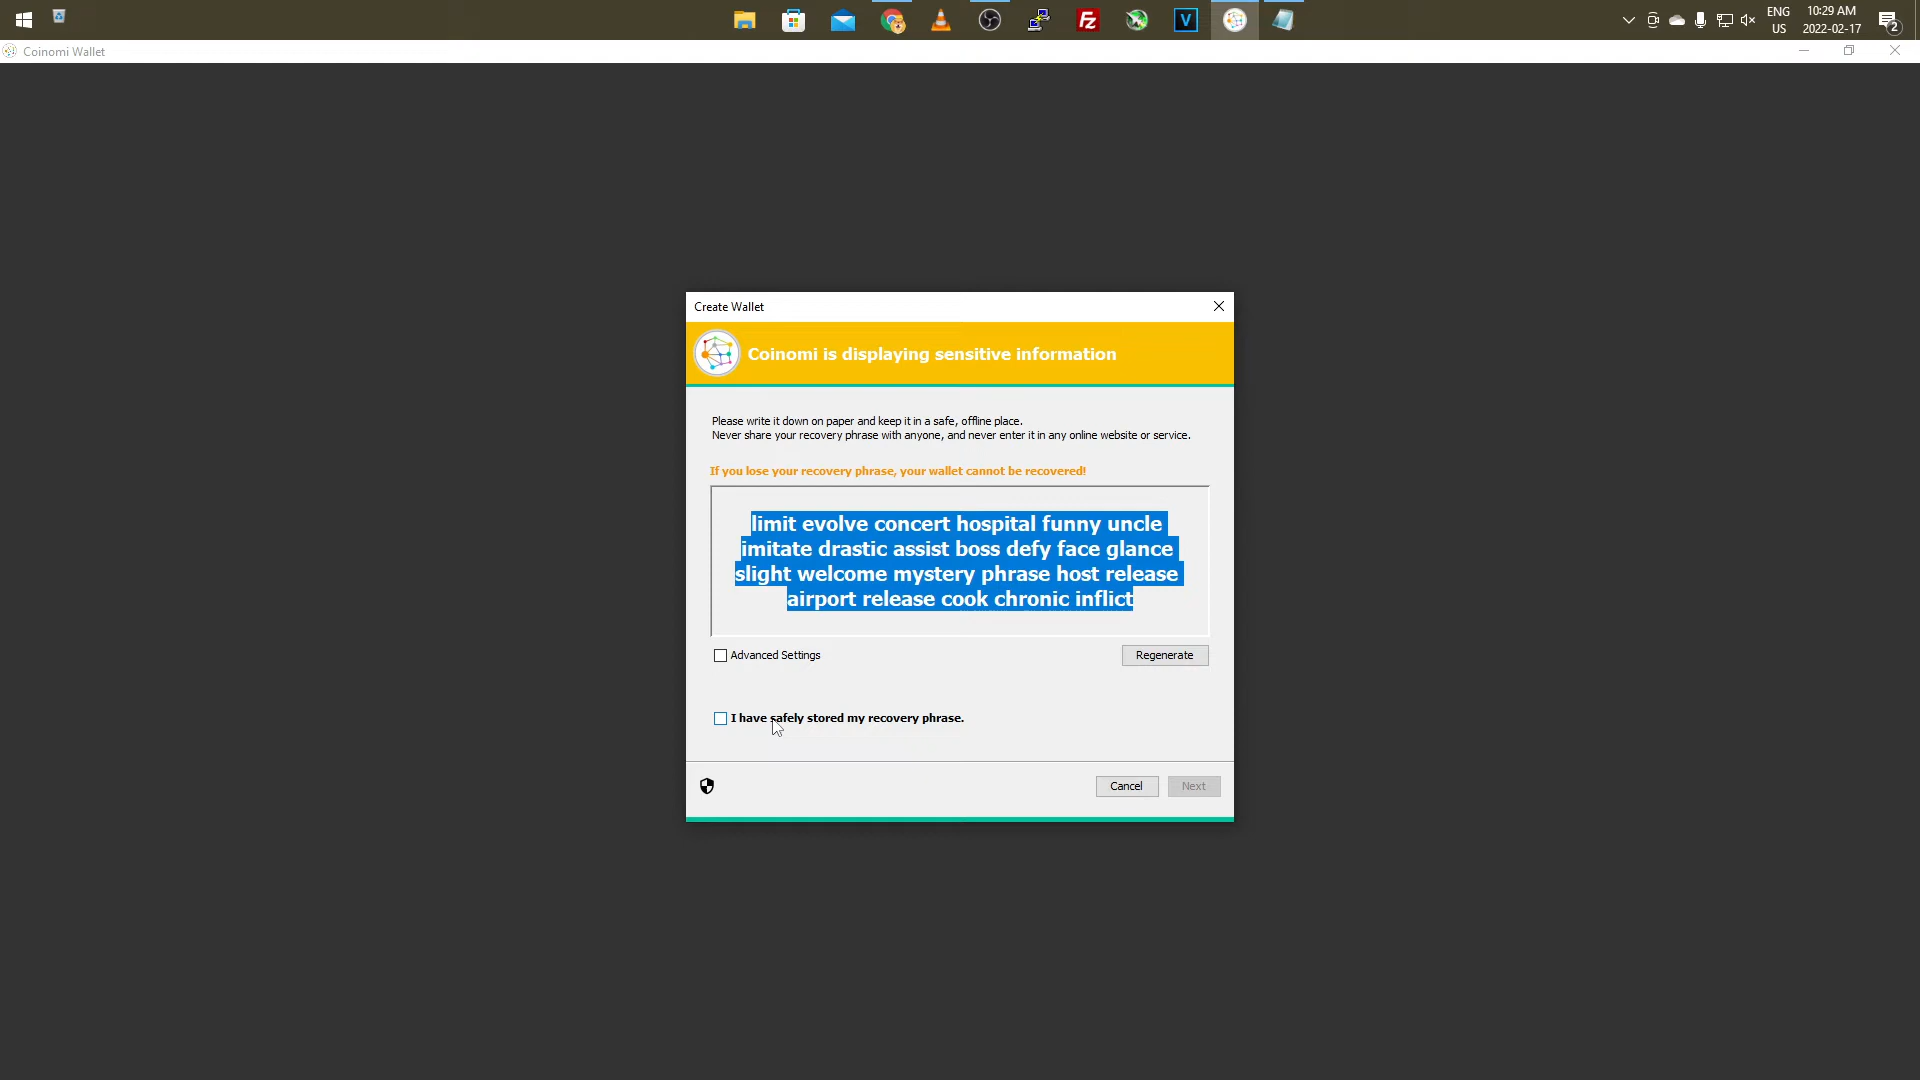 ENG
US
10:29 AM
2022-02-17
2
Coinomi Wallet
Create Wallet
Coinomi is displaying sensitive information
Please write it down on paper and keep it in a safe, offline place.
Never share your recovery phrase with anyone, and never enter it in any online website or service.
If you lose your recovery phrase, your wallet cannot be recovered!
limit evolve concert hospital funny uncle
imitate drastic assist boss defy face glance
slight welcome mystery phrase host release
airport release cook chronic inflict
Advanced Settings
Regenerate
I have safely stored my recovery phrase.
Cancel
Next